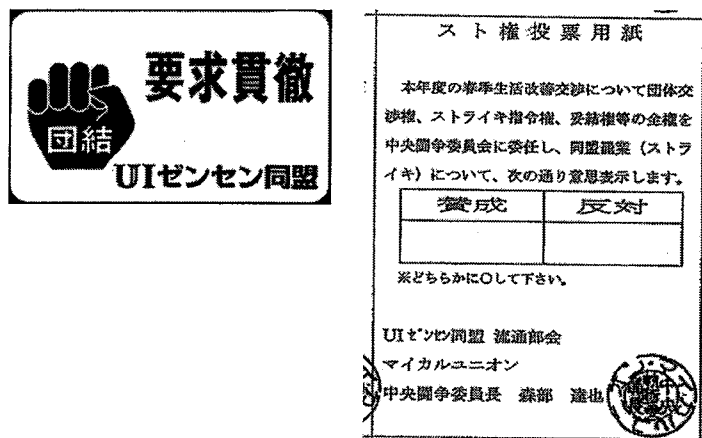 要求貫徹
団結
UIゼンセン同盟
スト権投票用紙
本年度の春季生活改善交渉について団体交
渉権、ストライキ指令権、妥結権等の全権を
中央闘争委員会に委任し、同盟罷業（ストラ
イキ）について、次の通り意思表示します。
賛成 反対
※どちらかに○して下さい。
UIゼンセン同盟 流通部会
マイカルユニオン
中央闘争委員長 森部 達也